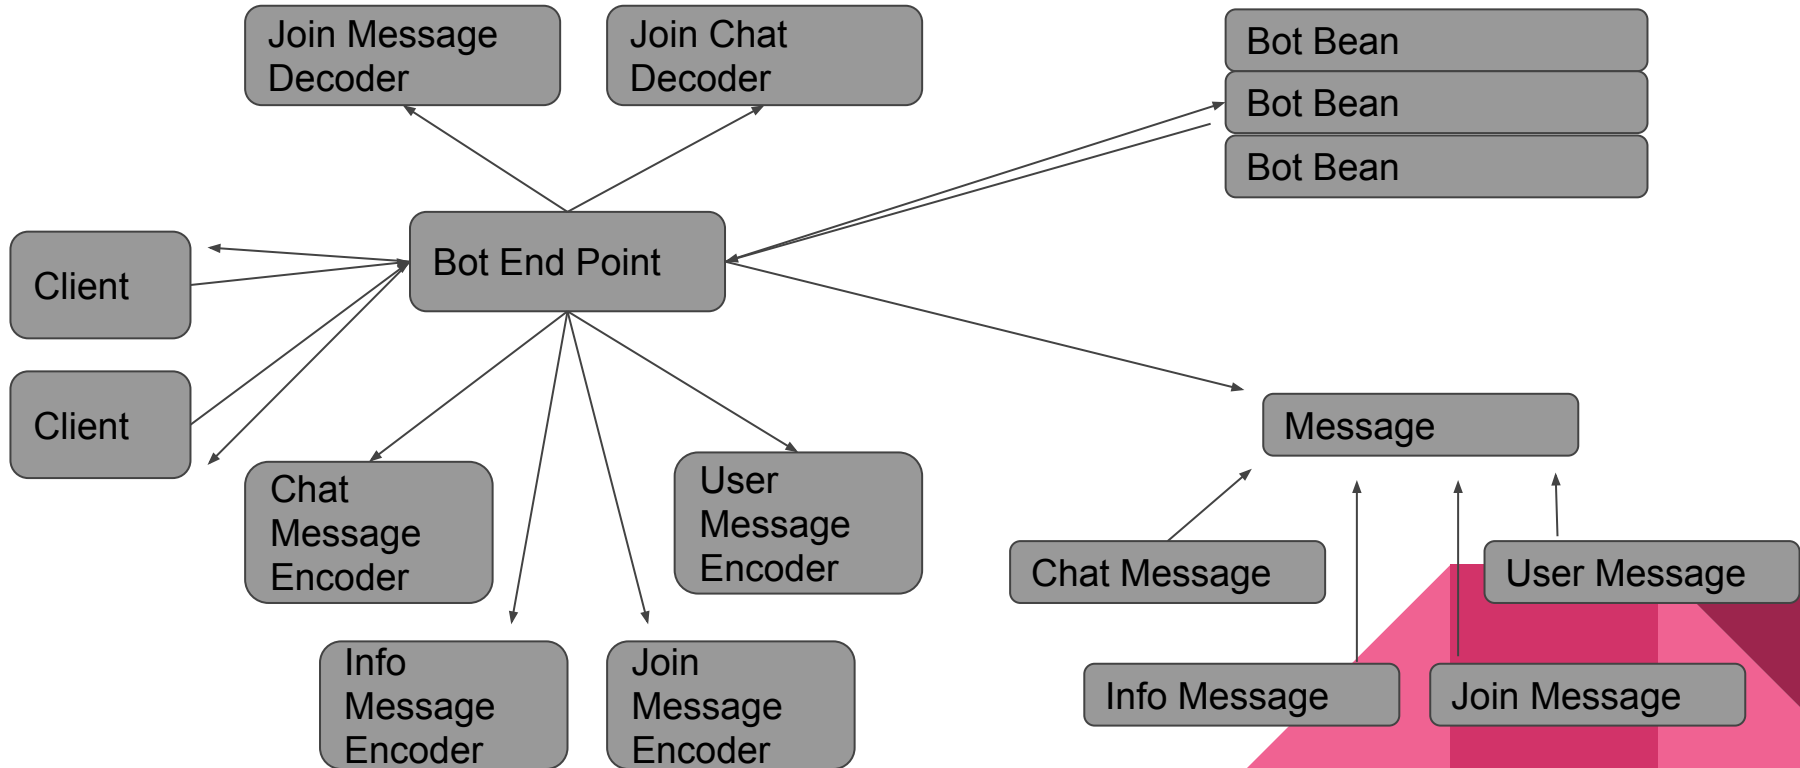 Join Message
Decoder
Join Chat
Decoder
Bot Bean
Bot Bean
Bot Bean
Client
Bot End Point
Client
Message
Chat
Message
Encoder
User
Message
Encoder
Chat Message
User Message
Info
Message
Encoder
Join
Message
Encoder
Info Message
Join Message